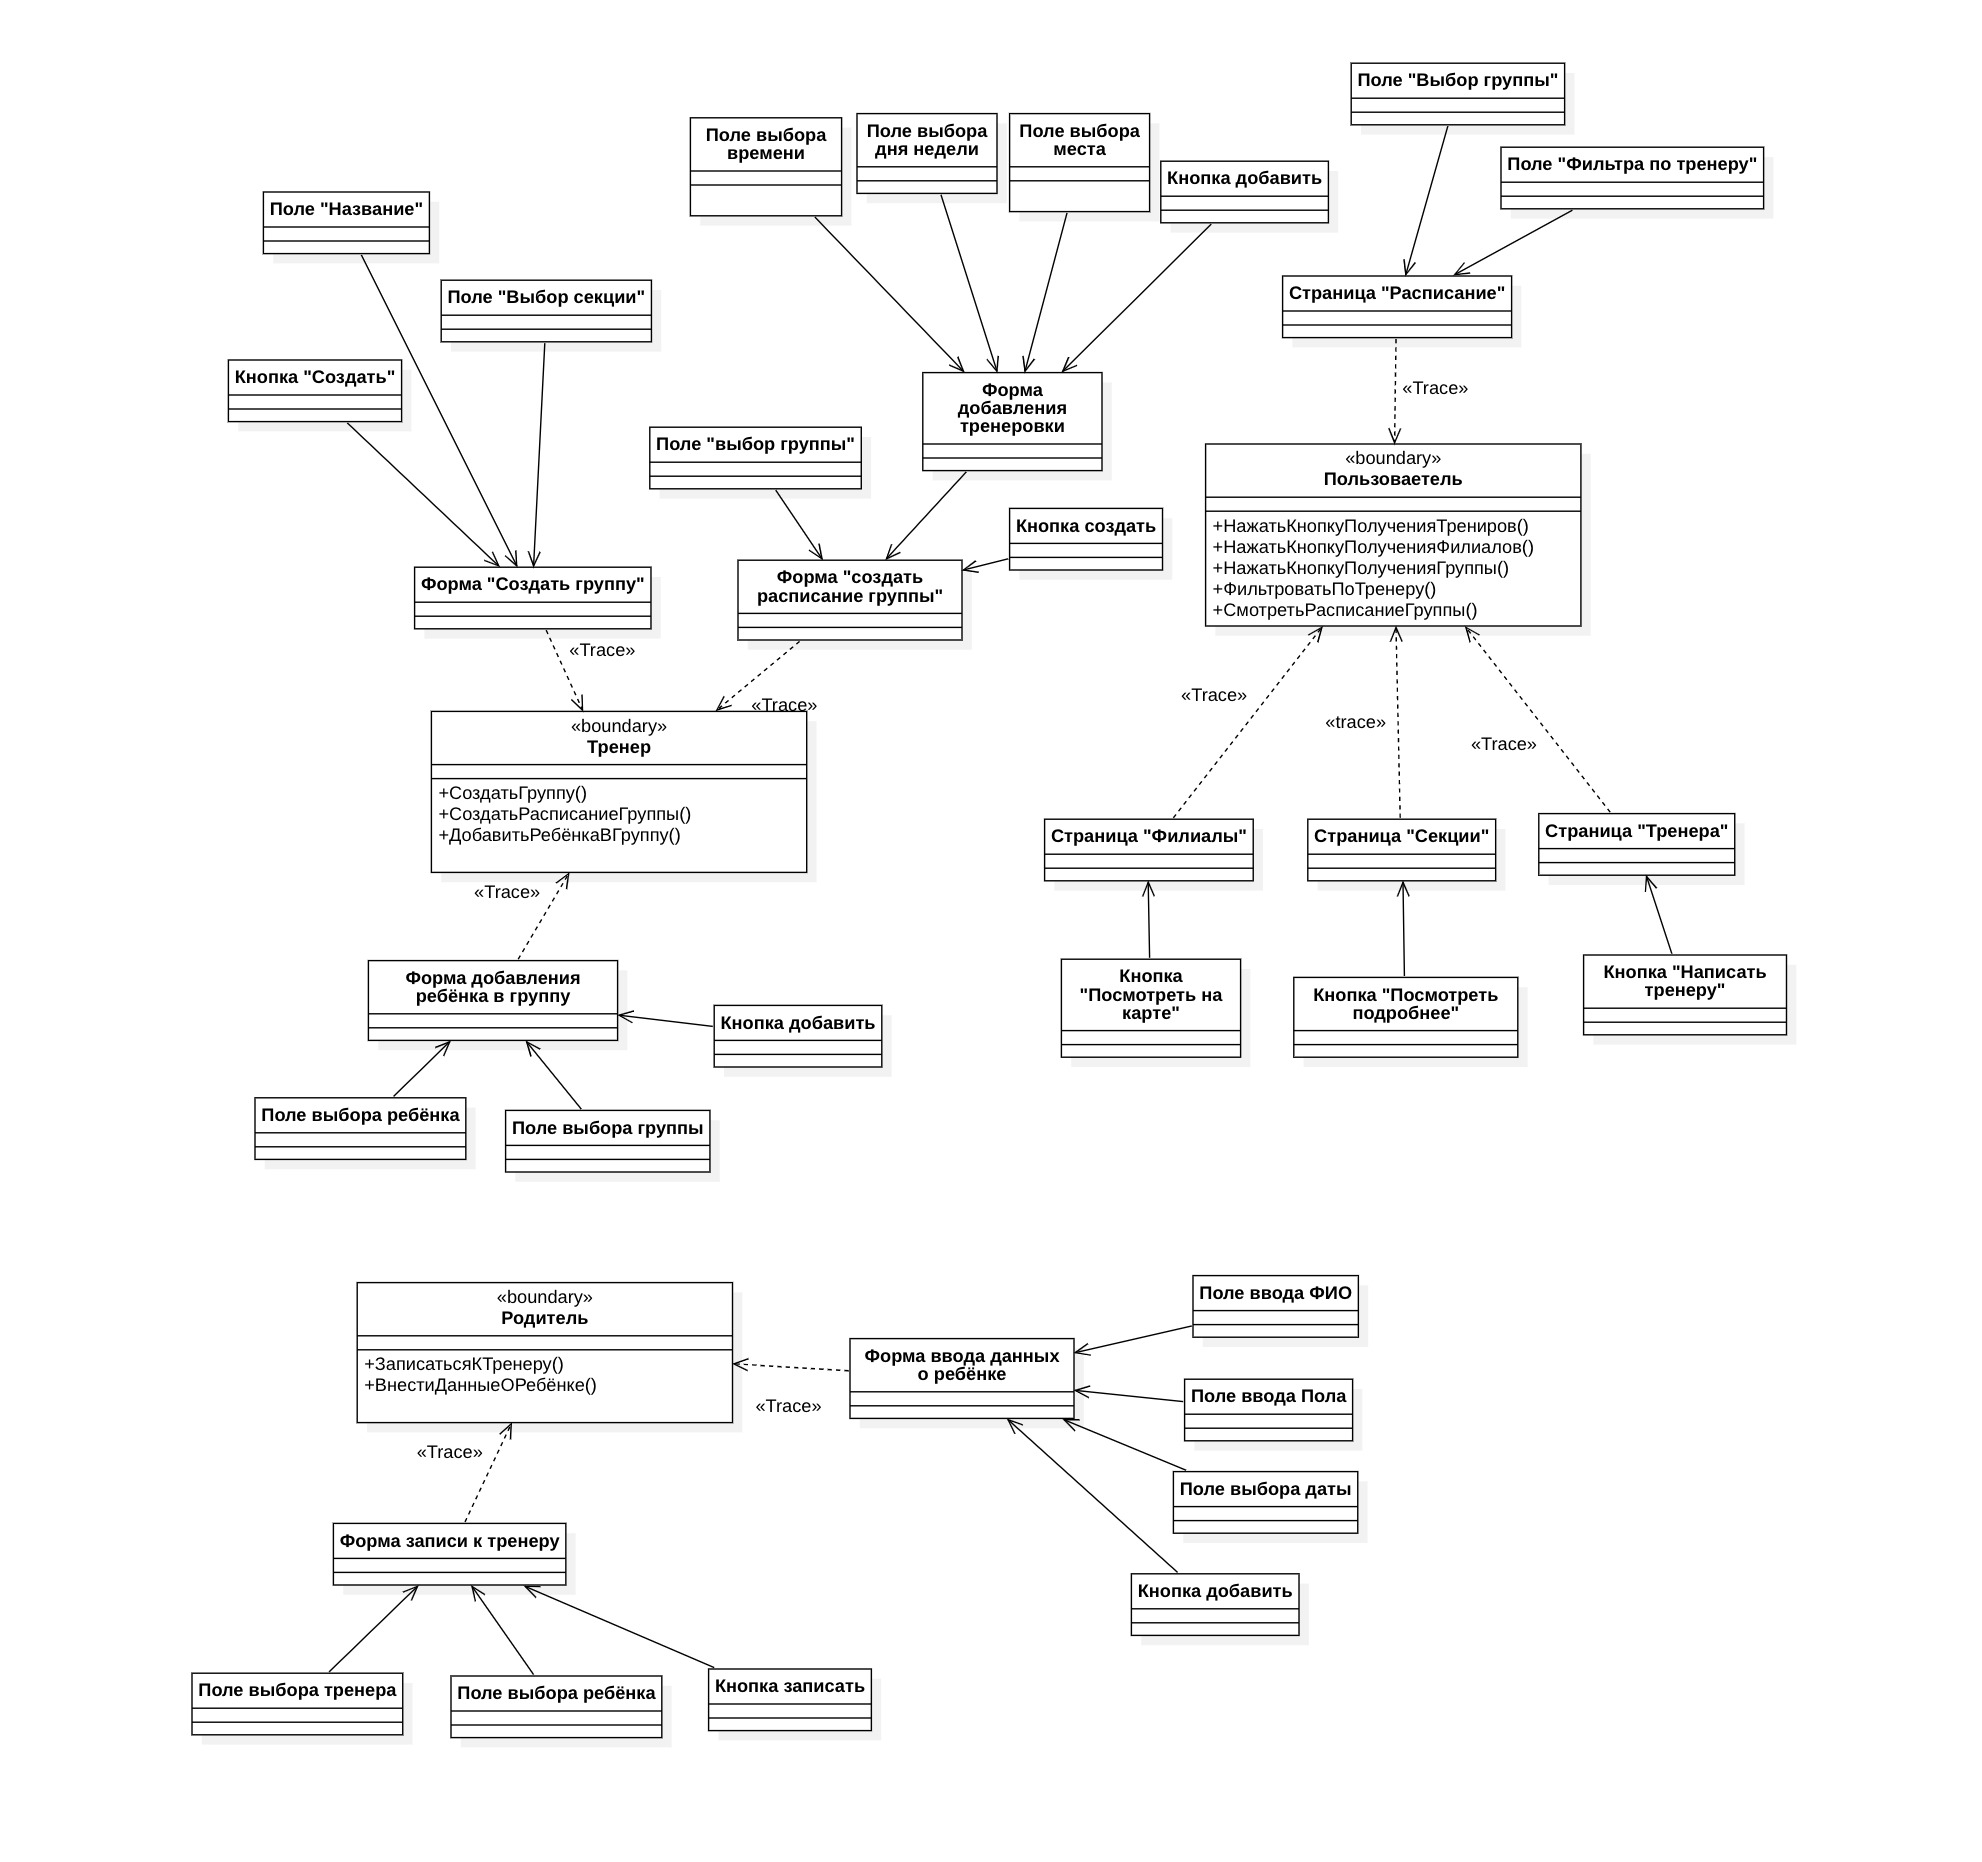 Поле "Выбор группы"
Поле выбора
времени
Поле выбора
дня недели
Поле выбора
места
Кнопка добавить
Поле "Фильтра по тренеру"
Поле "Название"
Поле "Выбор секции"
Страница "Расписание"
Кнопка "Создать"
Форма
добавления
тренеровки
«Trace»
Поле "выбор группы"
«boundary»
Пользоваетель
+НажатьКнопкуПолученияТрениров()
+НажатьКнопкуПолученияФилиалов()
+НажатьКнопкуПолученияГруппы()
+ФильтроватьПоТренеру()
+СмотретьРасписаниеГруппы()
Кнопка создать
Форма "Создать группу"
Форма "создать
расписание группы"
«Trace»
«Trace»
«Trace»
«trace»
«Trace»
«boundary»
Тренер
+СоздатьГруппу()
+СоздатьРасписаниеГруппы()
+ДобавитьРебёнкаВГруппу()
Страница "Филиалы"
Страница "Секции"
Страница "Тренера"
«Trace»
Форма добавления
ребёнка в группу
Кнопка добавить
Кнопка
"Посмотреть на
карте"
Кнопка "Посмотреть
подробнее"
Кнопка "Написать
тренеру"
Поле выбора ребёнка
Поле выбора группы
«boundary»
Родитель
+ЗаписатьсяКТренеру()
+ВнестиДанныеОРебёнке()
Поле ввода ФИО
Форма ввода данных
о ребёнке
«Trace»
Поле ввода Пола
«Trace»
Поле выбора даты
Форма записи к тренеру
Кнопка добавить
Поле выбора тренера
Поле выбора ребёнка
Кнопка записать